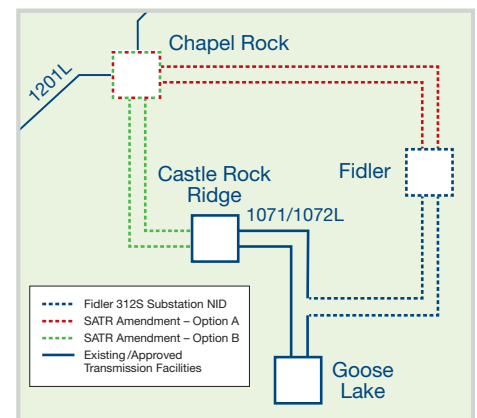 Chapel Rock
1201L
Castle Rock
Ridge
Fidler
1071/1072L
Fidler 312S Substation NID
SATR Amendment – Option A
SATR Amendment – Option B
Existing/Approved
Transmission Facilities
Goose
Lake